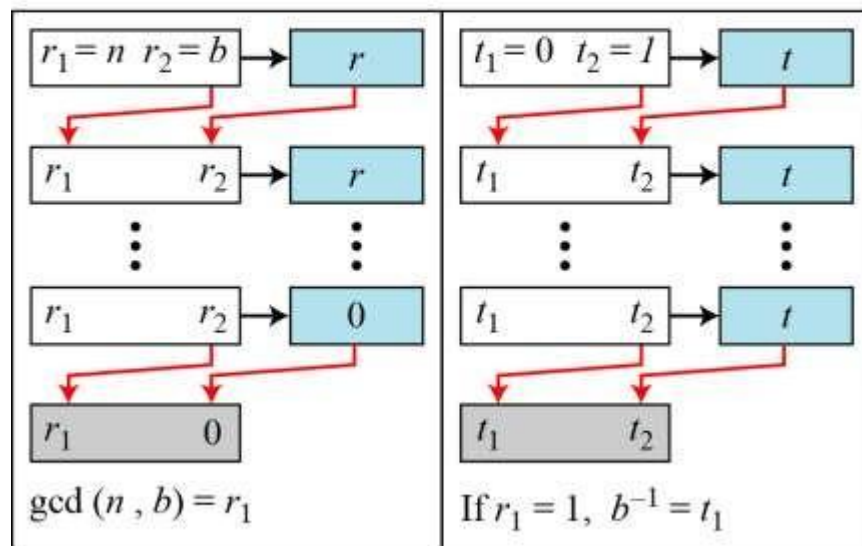 r₁ = n r₂ = b r
r₁ r₂ r
r₁ r₂ 0
r₁ 0
gcd (n , b) = r₁
t₁ = 0 t₂ = 1 t
t₁ t₂ t
t₁ t₂ t
t₁ t₂
If r₁ = 1, b⁻¹ = t₁